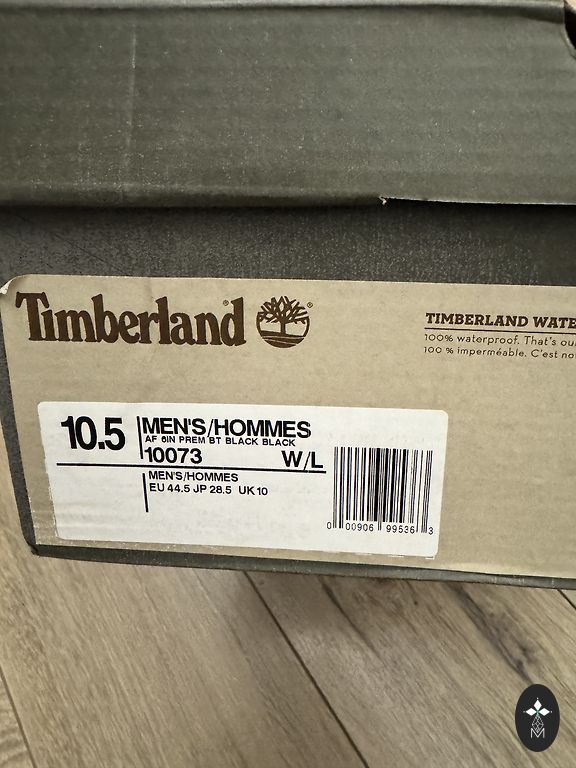 Timberland®
TIMBERLAND WATE
100% waterproof. That's ou
100 % imperméable. C'est no
10.5
MEN'S/HOMMES
AF 6IN PREM BT BLACK BLACK
10073 W/L
MEN'S/HOMMES
EU 44.5 JP 28.5 UK 10
0 00906 99536 3
M